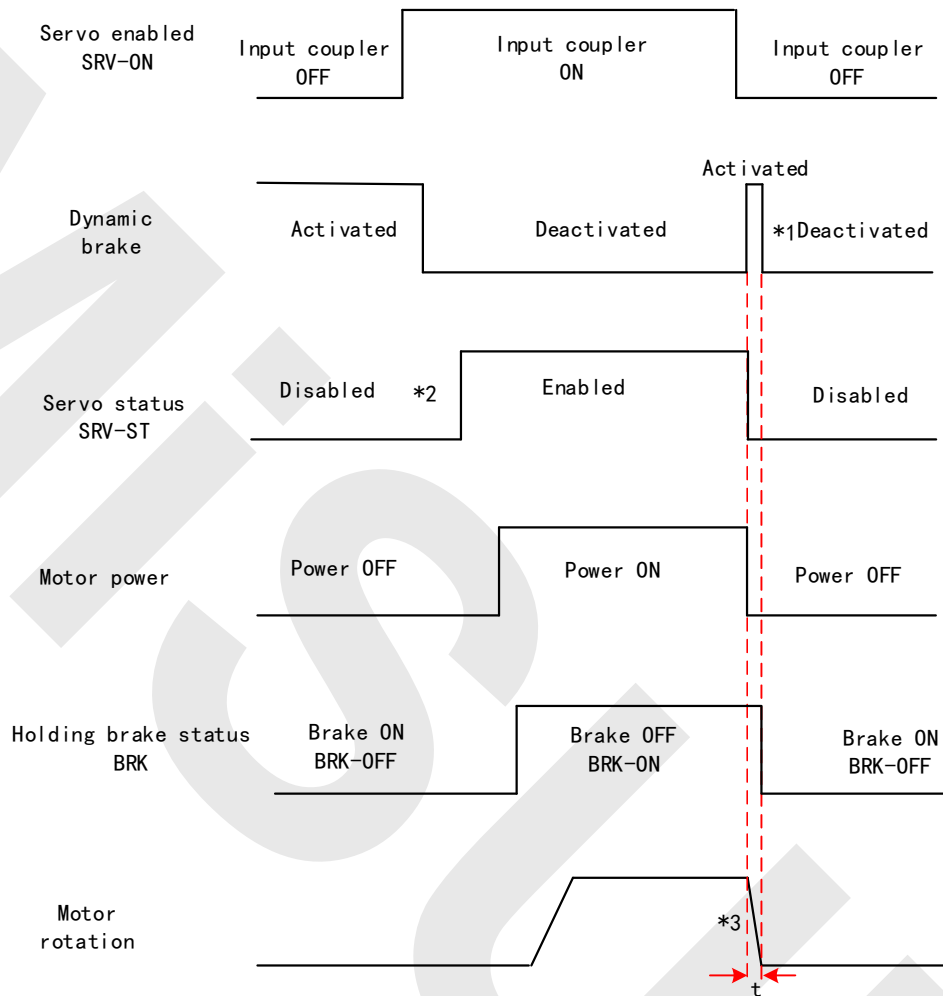 Servo enabled
SRV-ON
Input coupler
OFF
Input coupler
ON
Input coupler
OFF
Activated
Dynamic
brake
Activated
Deactivated
*1Deactivated
Servo status
SRV-ST
Disabled
*2
Enabled
Disabled
Motor power
Power OFF
Power ON
Power OFF
Holding brake status
BRK
Brake ON
BRK-OFF
Brake OFF
BRK-ON
Brake ON
BRK-OFF
Motor
rotation
*3
t